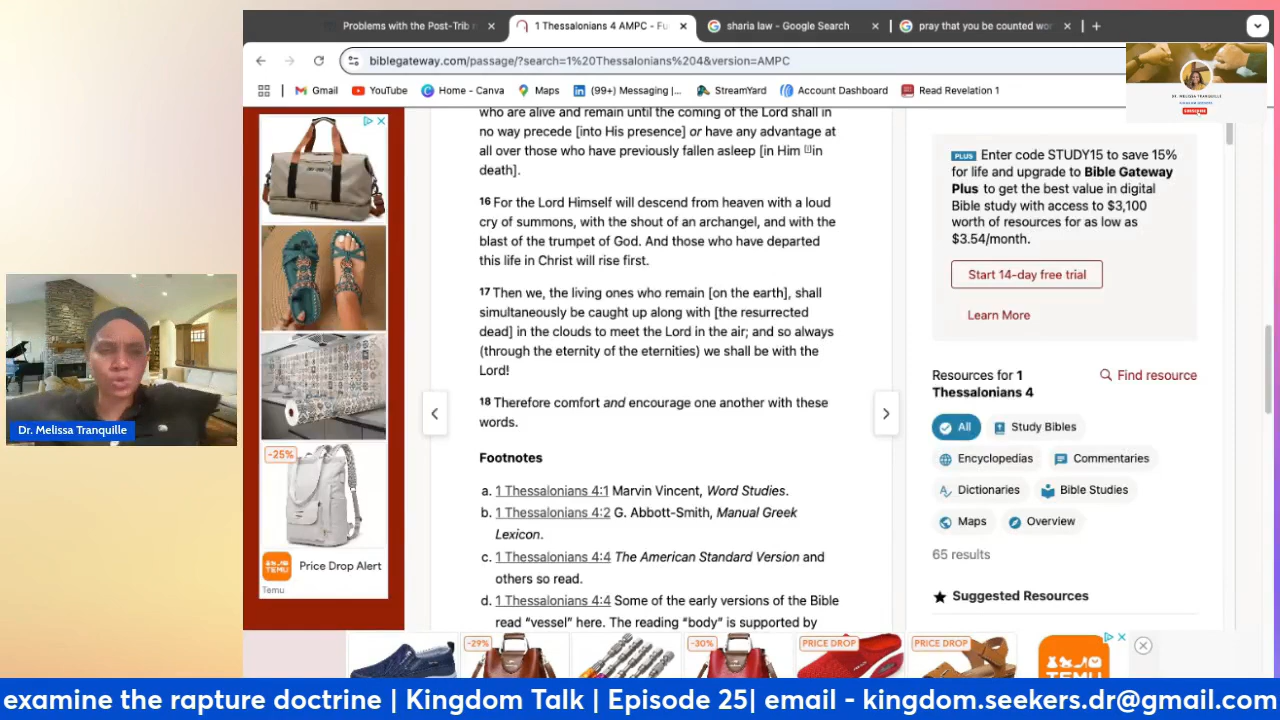 Problems with the Post-Trib
1 Thessalonians 4 AMPC - Fu
sharia law - Google Search
pray that you be counted wor
biblegateway.com/passage/?search=1%20Thessalonians%204&version=AMPC
Gmail
YouTube
Home - Canva
Maps
(99+) Messaging |...
StreamYard
Account Dashboard
Read Revelation 1
DR. MELISSA TRANQUILLE
who are alive and remain until the coming of the Lord shall in
no way precede [into His presence] or have any advantage at
all over those who have previously fallen asleep [in Him in
death].
16 For the Lord Himself will descend from heaven with a loud
cry of summons, with the shout of an archangel, and with the
blast of the trumpet of God. And those who have departed
this life in Christ will rise first.
17 Then we, the living ones who remain [on the earth], shall
simultaneously be caught up along with [the resurrected
dead] in the clouds to meet the Lord in the air; and so always
(through the eternity of the eternities) we shall be with the
Lord!
18 Therefore comfort and encourage one another with these
words.
Footnotes
a. 1 Thessalonians 4:1 Marvin Vincent, Word Studies.
b. 1 Thessalonians 4:2 G. Abbott-Smith, Manual Greek
Lexicon.
c. 1 Thessalonians 4:4 The American Standard Version and
others so read.
d. 1 Thessalonians 4:4 Some of the early versions of the Bible
read “vessel” here. The reading “body” is supported by
PLUS Enter code STUDY15 to save 15%
for life and upgrade to Bible Gateway
Plus to get the best value in digital
Bible study with access to $3,100
worth of resources for as low as
$3.54/month.
Start 14-day free trial
Learn More
Resources for 1
Thessalonians 4
Find resource
All
Study Bibles
Encyclopedias
Commentaries
Dictionaries
Bible Studies
Maps
Overview
65 results
Suggested Resources
-25%
TEMU
Price Drop Alert
Temu
Dr. Melissa Tranquille
-29%
-30%
PRICE DROP
PRICE DROP
TEMU
examine the rapture doctrine | Kingdom Talk | Episode 25| email - kingdom.seekers.dr@gmail.com